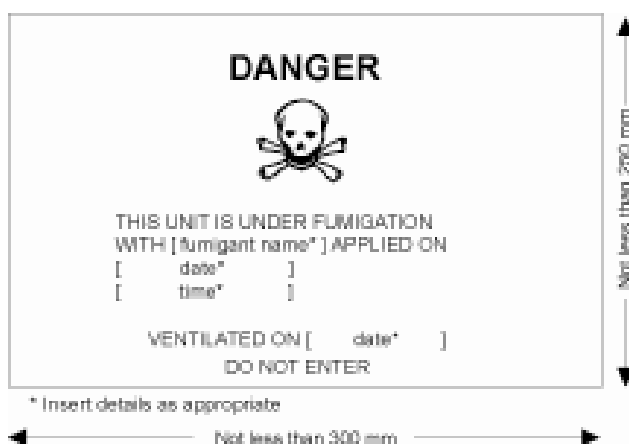 DANGER
THIS UNIT IS UNDER FUMIGATION
WITH [ fumigant name* ] APPLIED ON
[ date* ]
[ time* ]
VENTILATED ON [ date* ]
DO NOT ENTER
* Insert details as appropriate
Not less than 300 mm
Not less than 250 mm